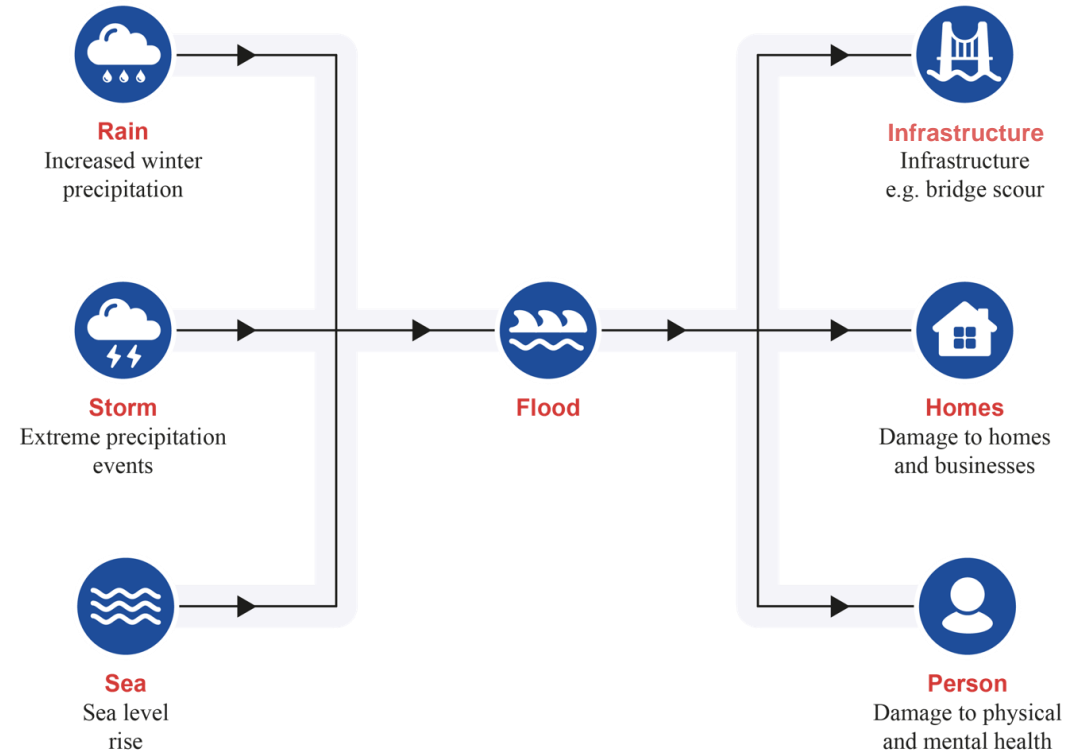 Rain
Increased winter
precipitation
Storm
Extreme precipitation
events
Sea
Sea level
rise
Flood
Infrastructure
Infrastructure
e.g. bridge scour
Homes
Damage to homes
and businesses
Person
Damage to physical
and mental health